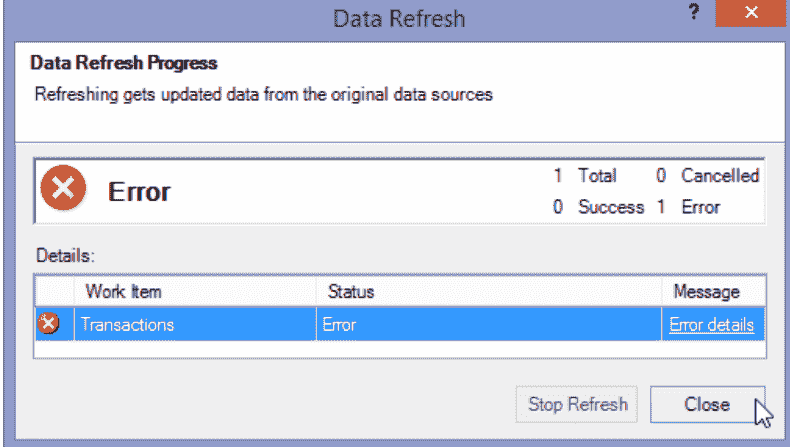 Data Refresh
?
Data Refresh Progress
Refreshing gets updated data from the original data sources
Error
1 Total 0 Cancelled
0 Success 1 Error
Details:
Work Item Status Message
Transactions Error Error details
Stop Refresh Close